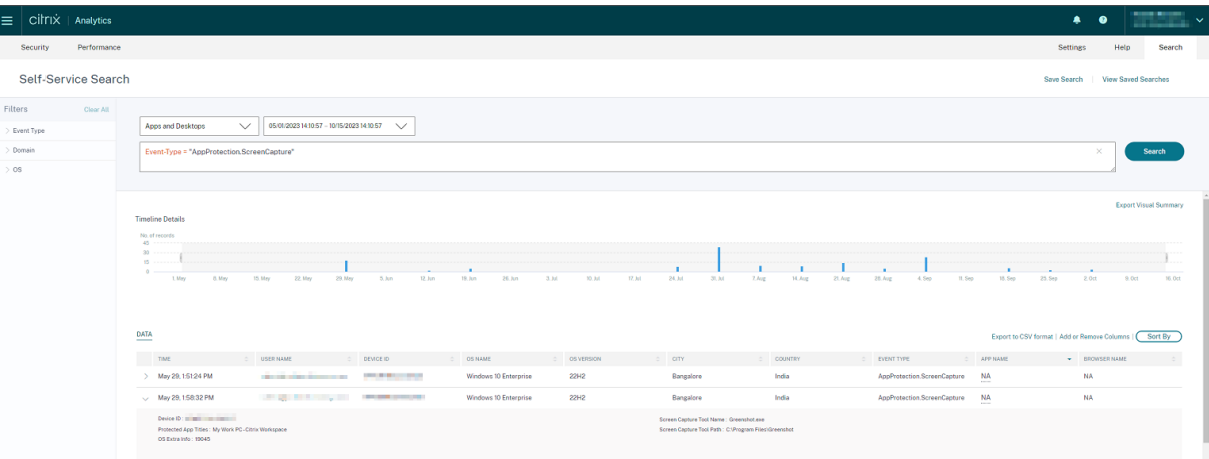 citrix | Analytics
Security Performance Settings Help Search
Self-Service Search Save Search | View Saved Searches
Filters Clear All
Event Type
Domain
OS
Apps and Desktops 05/01/2023 14:10:57 - 10/15/2023 14:10:57
Event-Type = "AppProtection.ScreenCapture" Search
Export Visual Summary
Timeline Details
No. of records
45
30
15
0
1. May 8. May 15. May 22. May 29. May 5. Jun 12. Jun 19. Jun 26. Jun 3. Jul 10. Jul 17. Jul 24. Jul 31. Jul 7. Aug 14. Aug 21. Aug 28. Aug 4. Sep 11. Sep 18. Sep 25. Sep 2. Oct 9. Oct 16. Oct
DATA Export to CSV format | Add or Remove Columns | Sort By
TIME USER NAME DEVICE ID OS NAME OS VERSION CITY COUNTRY EVENT TYPE APP NAME BROWSER NAME
May 29, 1:51:24 PM Windows 10 Enterprise 22H2 Bangalore India AppProtection.ScreenCapture NA NA
May 29, 1:58:32 PM Windows 10 Enterprise 22H2 Bangalore India AppProtection.ScreenCapture NA NA
Device ID : Screen Capture Tool Name : Greenshot.exe
Protected App Titles : My Work PC - Citrix Workspace Screen Capture Tool Path : C:\Program Files\Greenshot
OS Extra Info : 19045